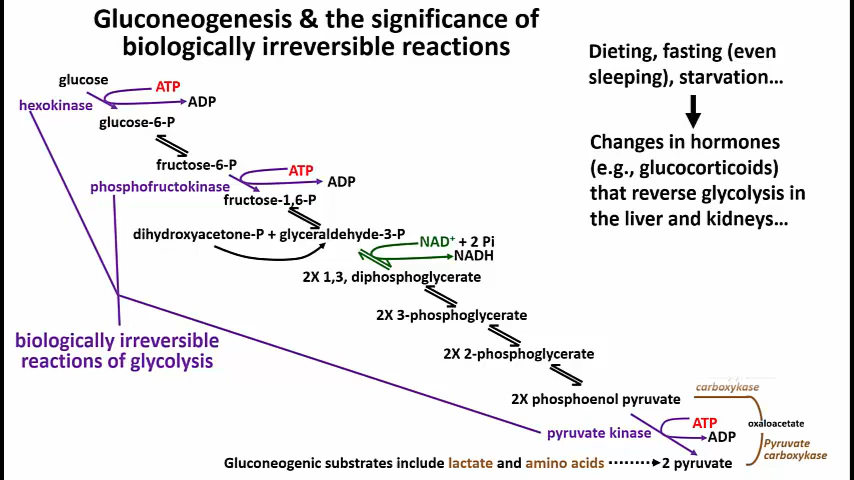 Gluconeogenesis & the significance of
biologically irreversible reactions
Dieting, fasting (even
sleeping), starvation…
Changes in hormones
(e.g., glucocorticoids)
that reverse glycolysis in
the liver and kidneys…
glucose
ATP
hexokinase
ADP
glucose-6-P
fructose-6-P
ATP
phosphofructokinase
ADP
fructose-1,6-P
dihydroxyacetone-P + glyceraldehyde-3-P
NAD+ + 2 Pi
NADH
2X 1,3, diphosphoglycerate
2X 3-phosphoglycerate
biologically irreversible
reactions of glycolysis
2X 2-phosphoglycerate
carboxykase
2X phosphoenol pyruvate
ATP
oxaloacetate
pyruvate kinase
ADP
Pyruvate
carboxykase
Gluconeogenic substrates include lactate and amino acids
2 pyruvate